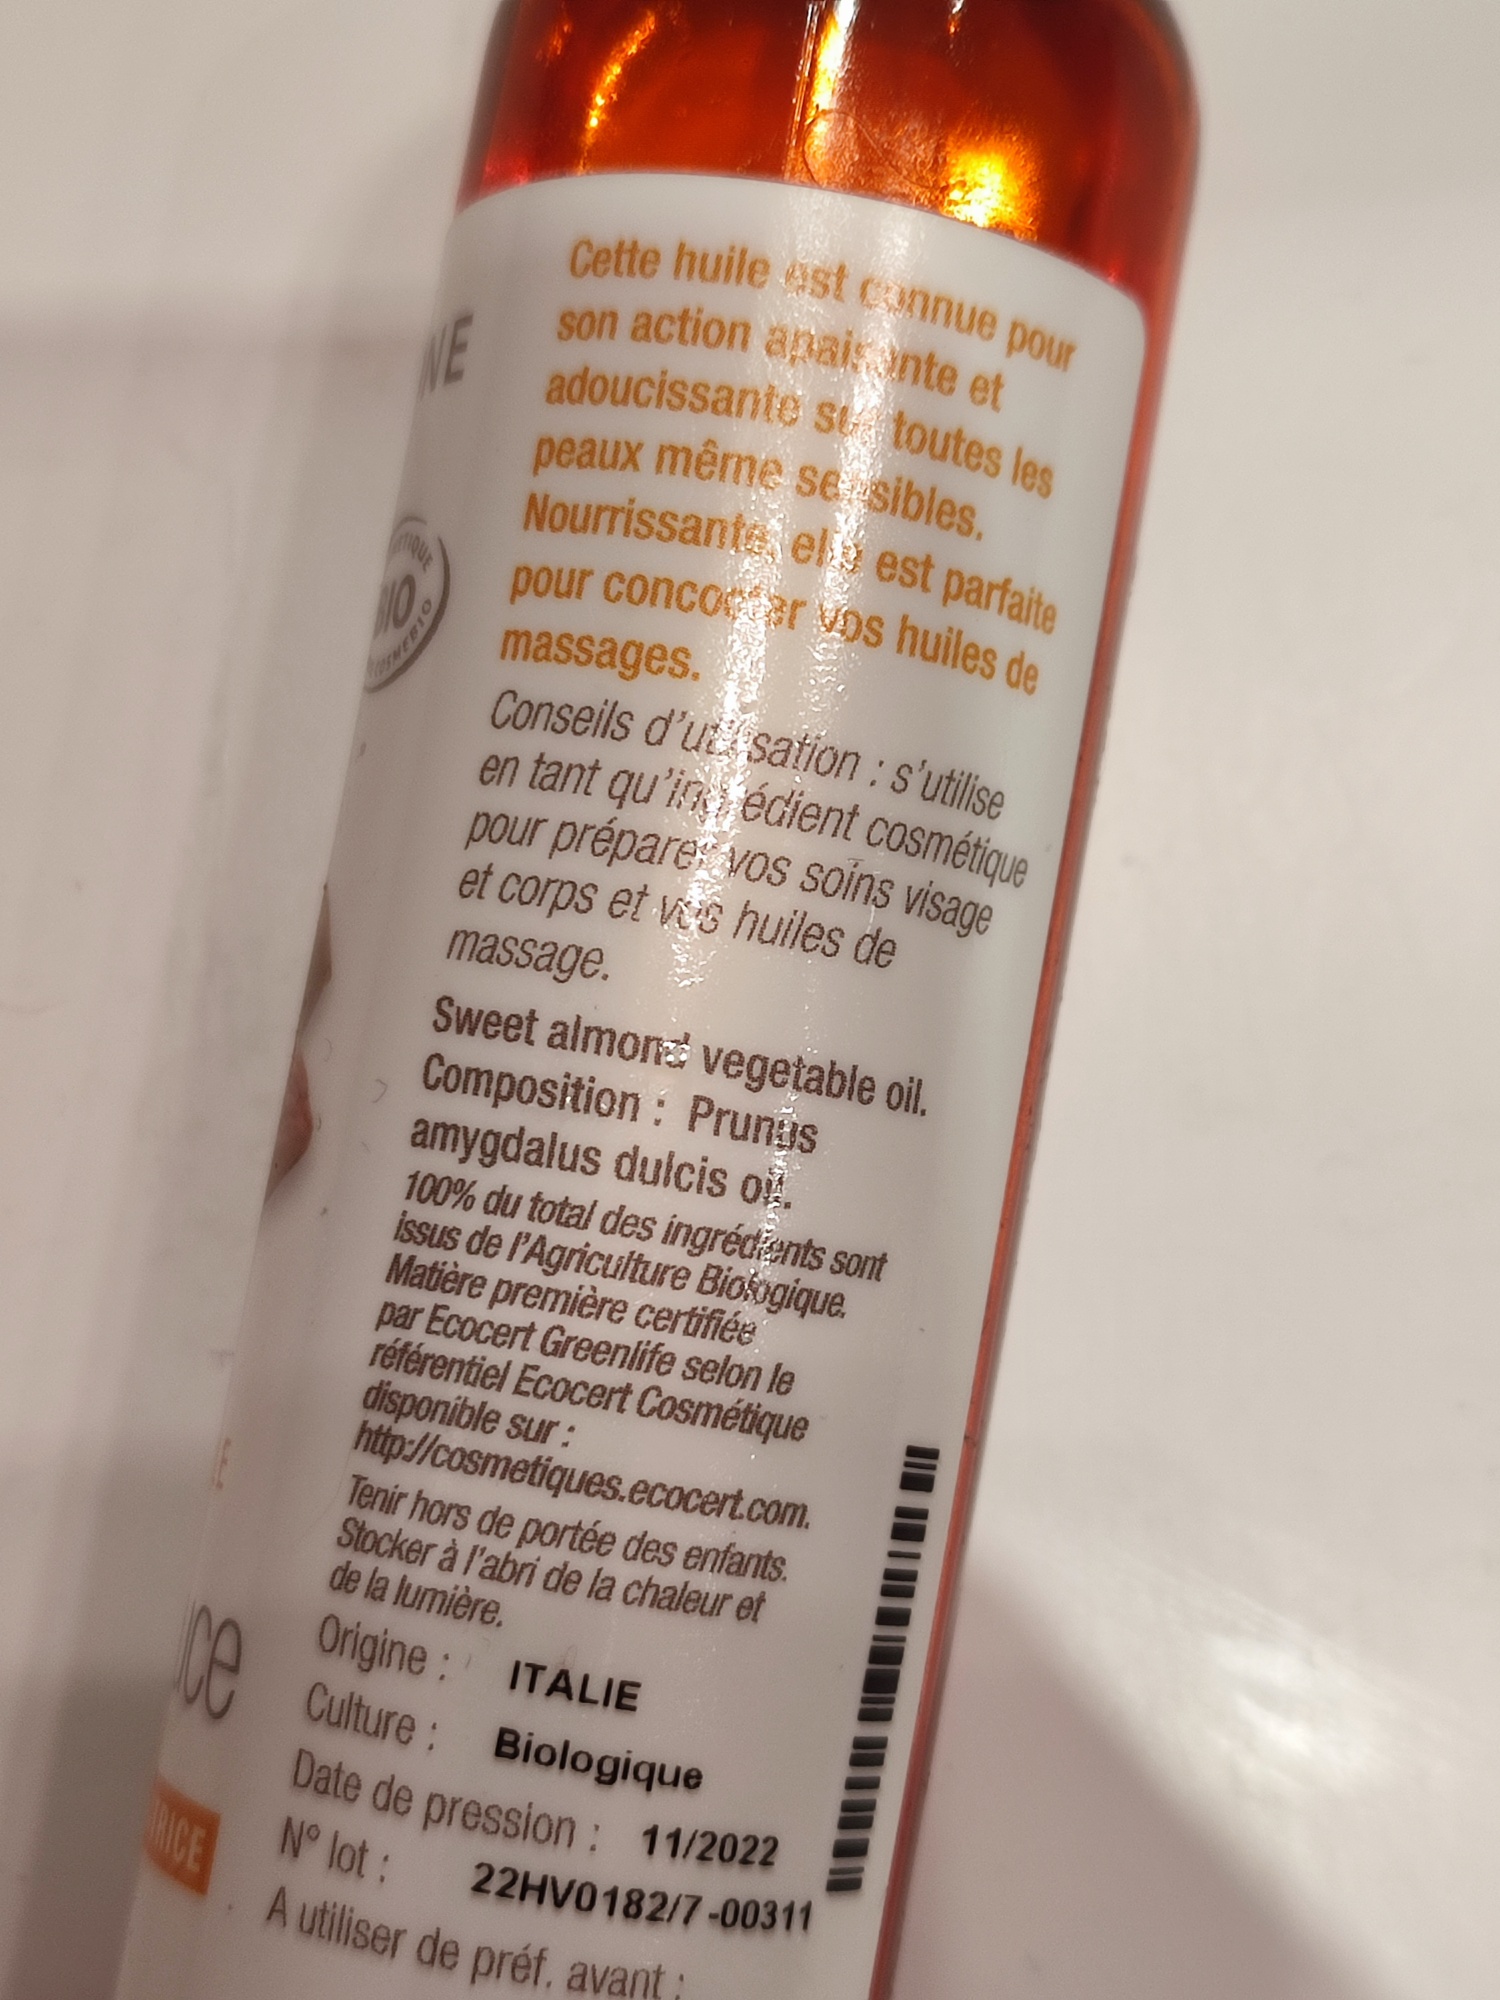 Cette huile est connue pour
son action apaisante et
adoucissante sur toutes les
peaux même sensibles.
Nourrissante, elle est parfaite
pour concocter vos huiles de
massages.
Conseils d'utilisation : s'utilise
en tant qu'ingrédient cosmétique
pour préparer vos soins visage
et corps et vos huiles de
massage.
Sweet almond vegetable oil.
Composition : Prunus
amygdalus dulcis oil.
100% du total des ingrédients sont
issus de l'Agriculture Biologique.
Matière première certifiée
par Ecocert Greenlife selon le
référentiel Ecocert Cosmétique
disponible sur :
http://cosmetiques.ecocert.com.
Tenir hors de portée des enfants.
Stocker à l'abri de la chaleur et
de la lumière.
Origine : ITALIE
Culture : Biologique
Date de pression : 11/2022
N° lot : 22HV0182/7-00311
A utiliser de préf. avant :
BIO
COSMEBIO